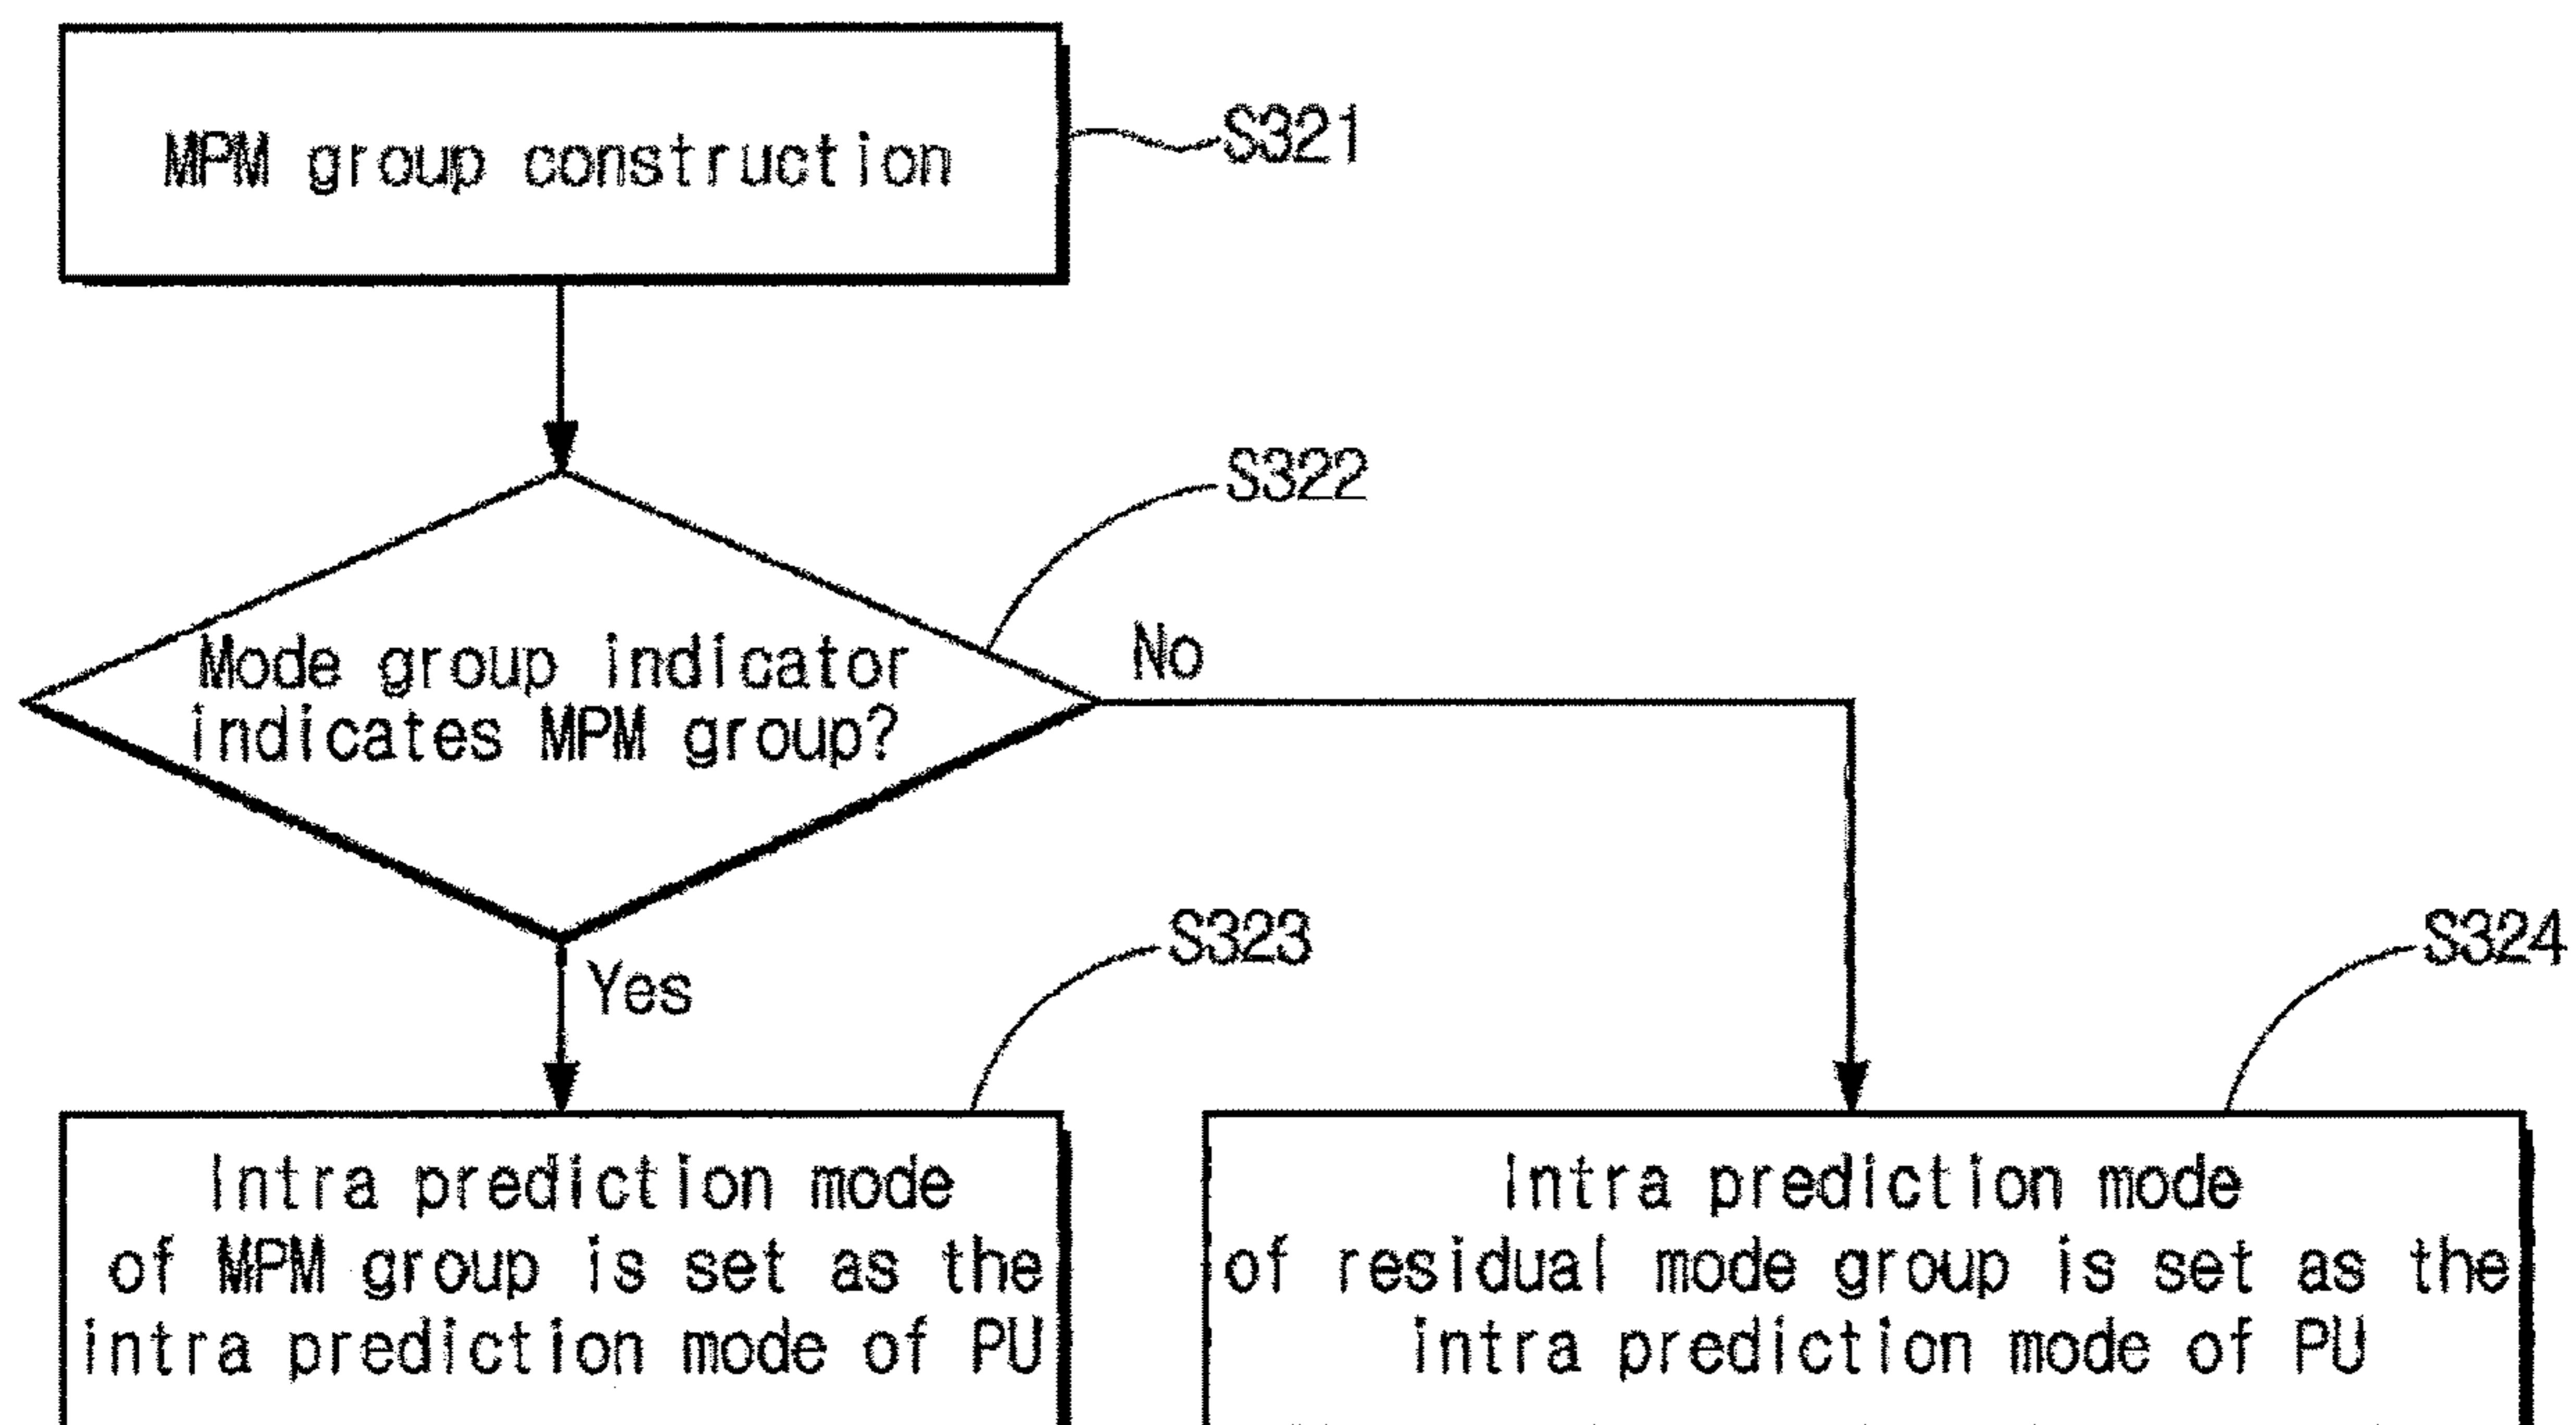 MPM group construction
S321
S322
Mode group indicator
indicates MPM group?
No
Yes
S323
S324
Intra prediction mode
of MPM group is set as the
intra prediction mode of PU
Intra prediction mode
of residual mode group is set as the
intra prediction mode of PU